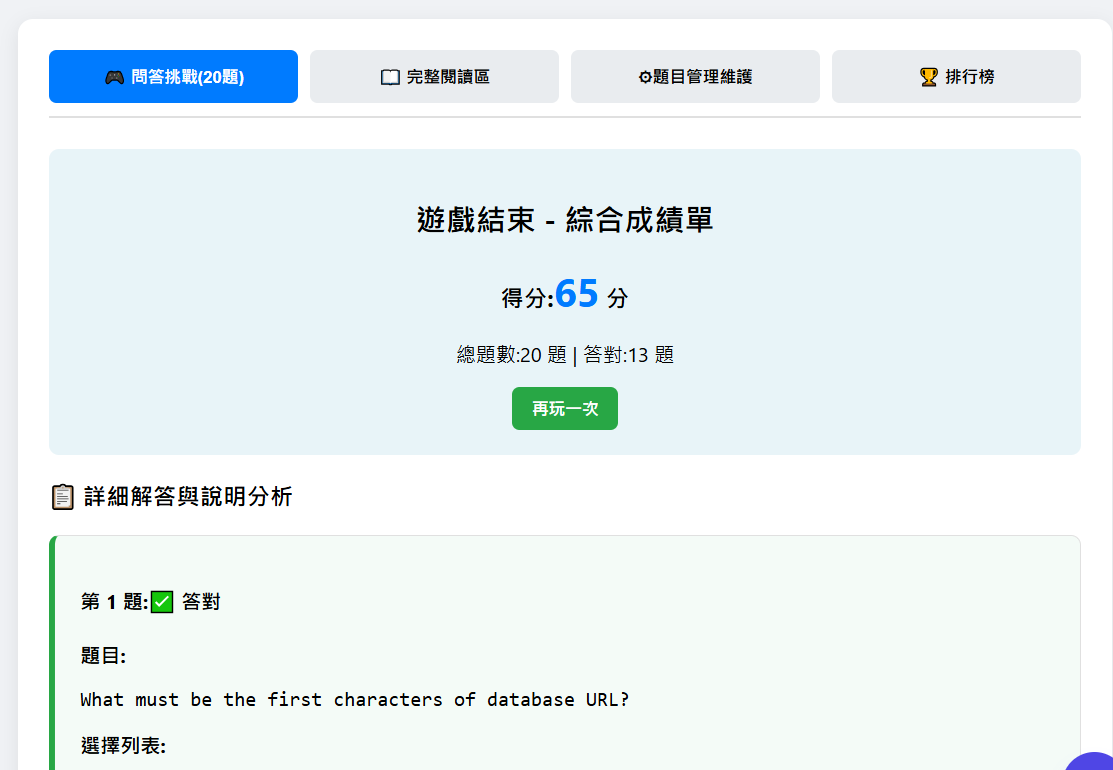 🎮 問答挑戰(20題)
📖 完整閱讀區
⚙題目管理維護
🏆 排行榜
遊戲結束 - 綜合成績單
得分:65 分
總題數:20 題 | 答對:13 題
再玩一次
📋 詳細解答與說明分析
第 1 題:✅ 答對
題目:
What must be the first characters of database URL?
選擇列表: